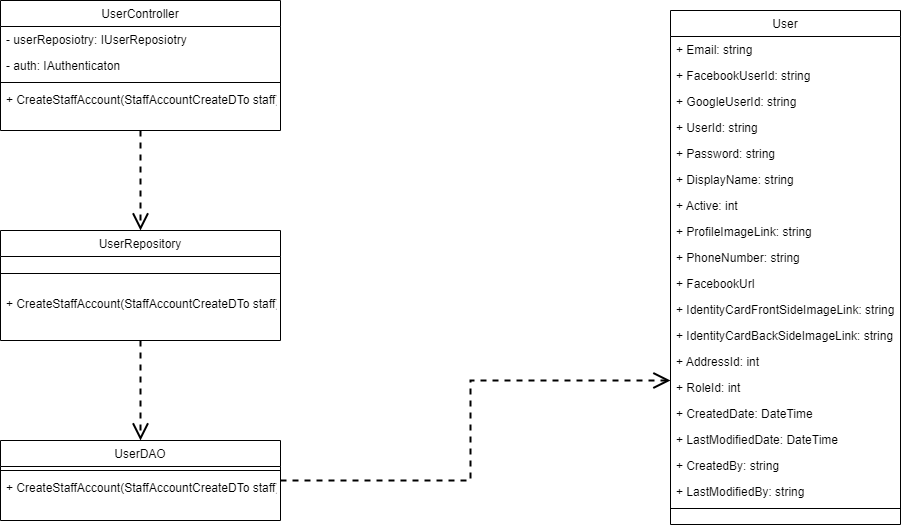 UserController
- userReposiotry: IUserReposiotry
- auth: IAuthenticaton
+ CreateStaffAccount(StaffAccountCreateDTo staff
UserRepository
+ CreateStaffAccount(StaffAccountCreateDTo staff
UserDAO
+ CreateStaffAccount(StaffAccountCreateDTo staff
User
+ Email: string
+ FacebookUserId: string
+ GoogleUserId: string
+ UserId: string
+ Password: string
+ DisplayName: string
+ Active: int
+ ProfileImageLink: string
+ PhoneNumber: string
+ FacebookUrl
+ IdentityCardFrontSideImageLink: string
+ IdentityCardBackSideImageLink: string
+ AddressId: int
+ RoleId: int
+ CreatedDate: DateTime
+ LastModifiedDate: DateTime
+ CreatedBy: string
+ LastModifiedBy: string